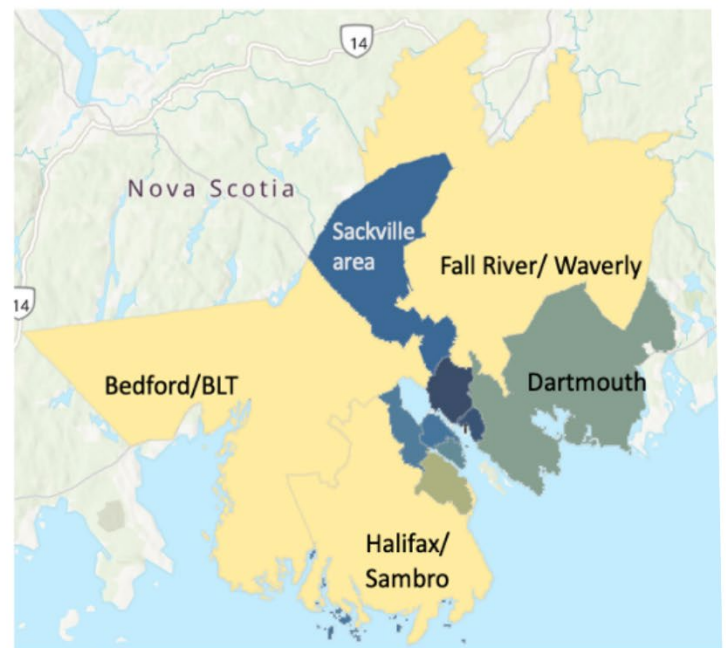 14
Nova Scotia
Sackville
area
Fall River/ Waverly
14
Bedford/BLT
Dartmouth
Halifax/
Sambro